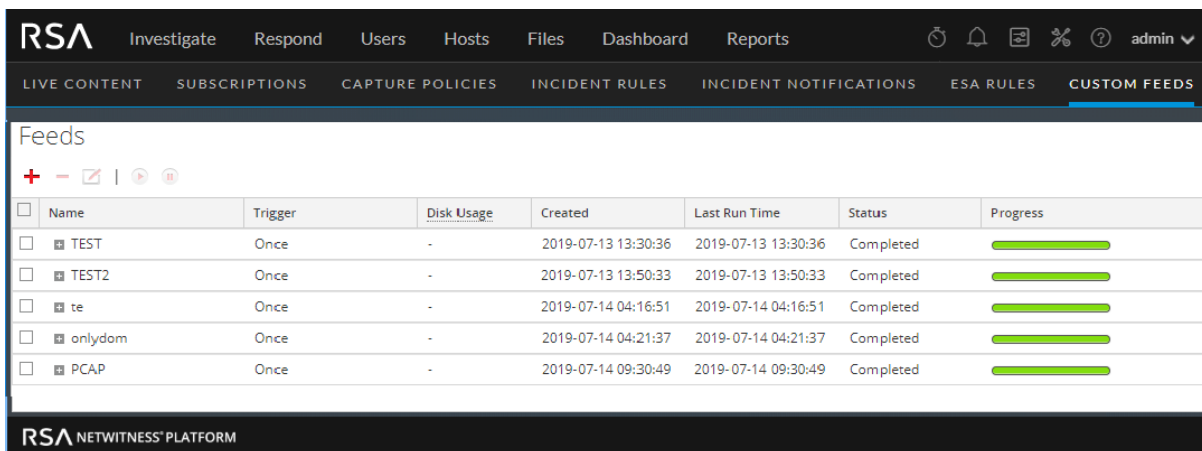 RSA Investigate Respond Users Hosts Files Dashboard Reports admin
LIVE CONTENT SUBSCRIPTIONS CAPTURE POLICIES INCIDENT RULES INCIDENT NOTIFICATIONS ESA RULES CUSTOM FEEDS
Feeds
Name Trigger Disk Usage Created Last Run Time Status Progress
TEST Once - 2019-07-13 13:30:36 2019-07-13 13:30:36 Completed
TEST2 Once - 2019-07-13 13:50:33 2019-07-13 13:50:33 Completed
te Once - 2019-07-14 04:16:51 2019-07-14 04:16:51 Completed
onlydom Once - 2019-07-14 04:21:37 2019-07-14 04:21:37 Completed
PCAP Once - 2019-07-14 09:30:49 2019-07-14 09:30:49 Completed
RSA NETWITNESS® PLATFORM